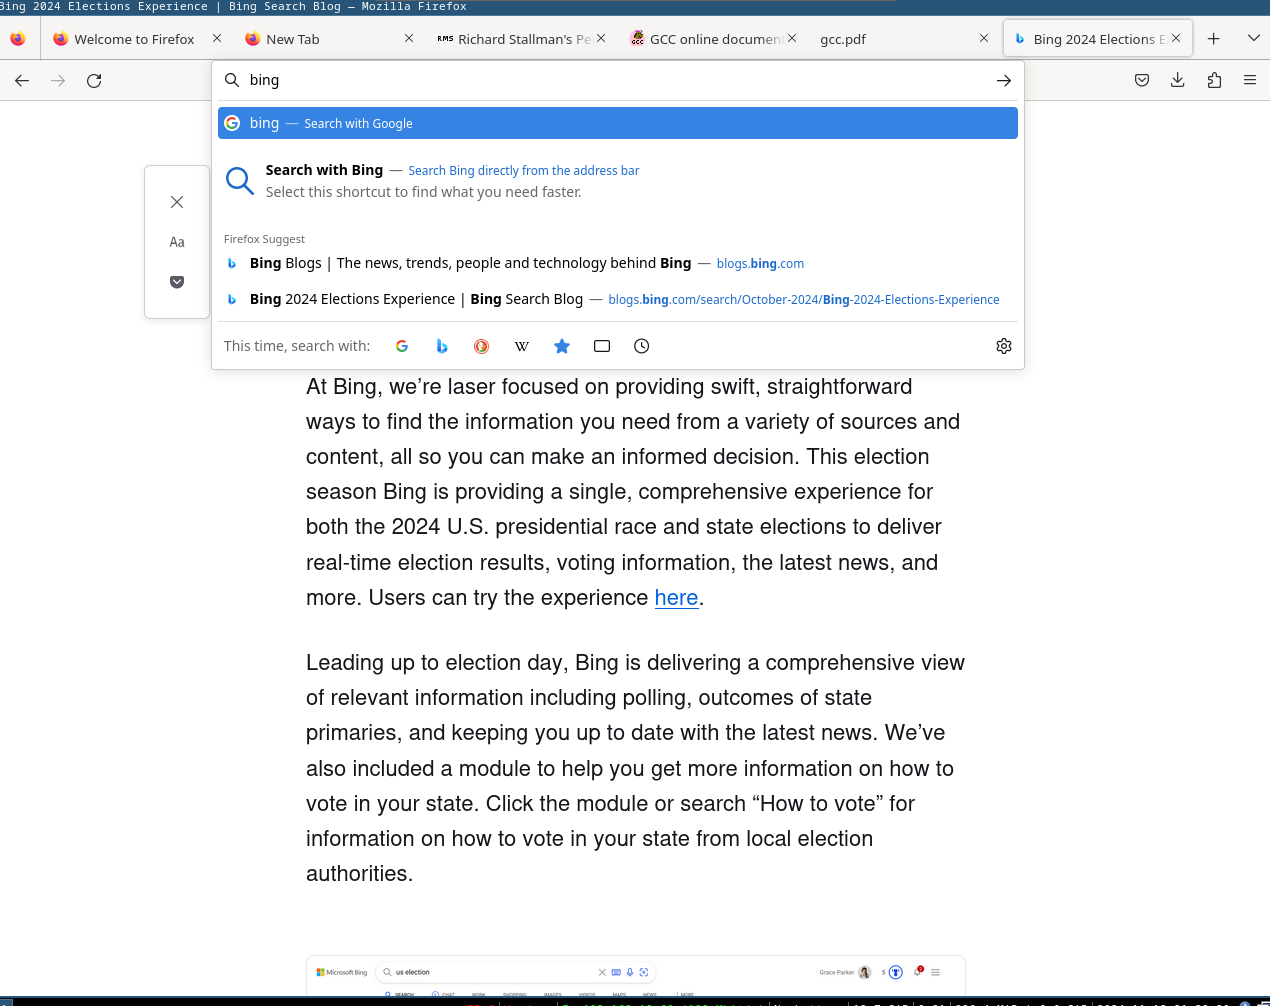 Bing 2024 Elections Experience | Bing Search Blog — Mozilla Firefox
Welcome to Firefox
New Tab
RMS Richard Stallman's Pe
GCC online documen
gcc.pdf
Bing 2024 Elections E
bing
bing — Search with Google
Search with Bing — Search Bing directly from the address bar
Select this shortcut to find what you need faster.
Aa
Firefox Suggest
Bing Blogs | The news, trends, people and technology behind Bing — blogs.bing.com
Bing 2024 Elections Experience | Bing Search Blog — blogs.bing.com/search/October-2024/Bing-2024-Elections-Experience
This time, search with:
At Bing, we’re laser focused on providing swift, straightforward
ways to find the information you need from a variety of sources and
content, all so you can make an informed decision. This election
season Bing is providing a single, comprehensive experience for
both the 2024 U.S. presidential race and state elections to deliver
real-time election results, voting information, the latest news, and
more. Users can try the experience here.
Leading up to election day, Bing is delivering a comprehensive view
of relevant information including polling, outcomes of state
primaries, and keeping you up to date with the latest news. We’ve
also included a module to help you get more information on how to
vote in your state. Click the module or search “How to vote” for
information on how to vote in your state from local election
authorities.
Microsoft Bing us election Grace Parker 5
SEARCH CHAT WORK SHOPPING IMAGES VIDEOS MAPS NEWS MORE